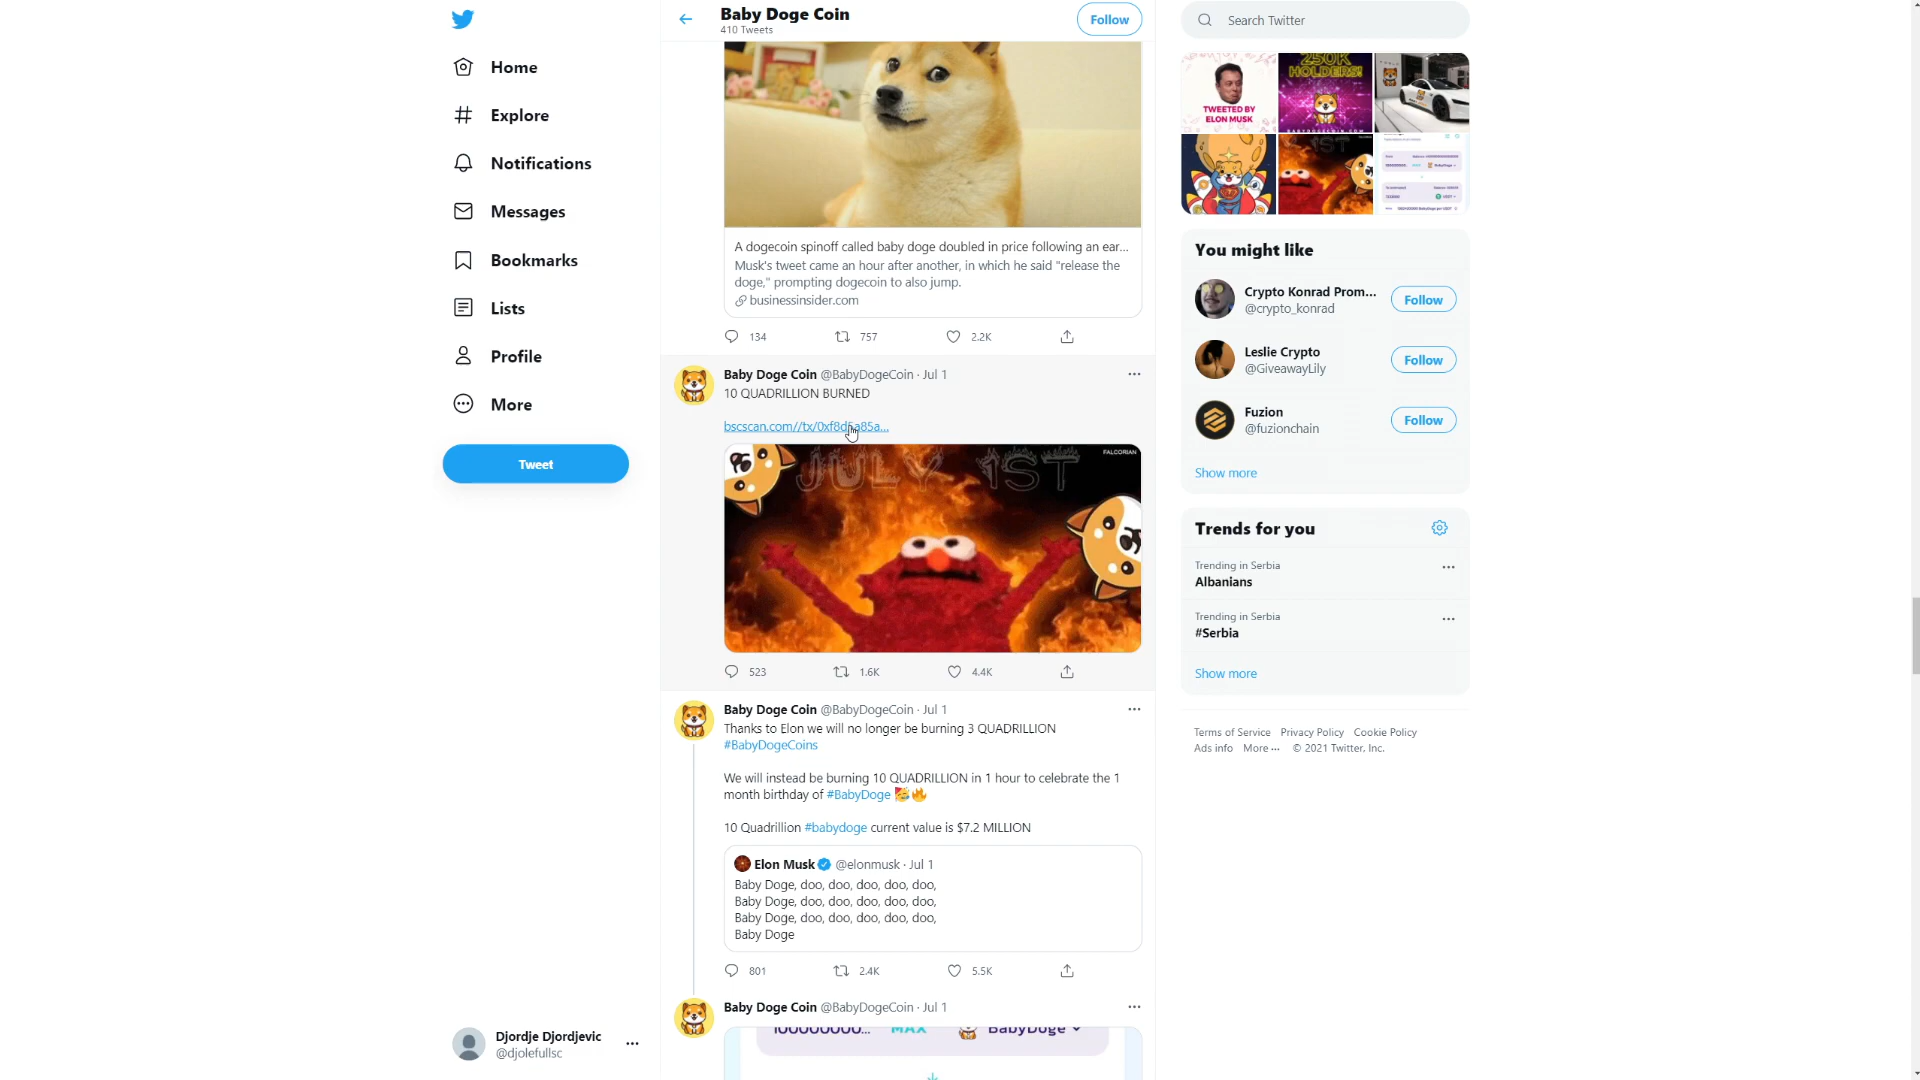 Home
Explore
Notifications
Messages
Bookmarks
Lists
Profile
More
Tweet
Djordje Djordjevic
@djolefullsc
Baby Doge Coin
410 Tweets
Follow
A dogecoin spinoff called baby doge doubled in price following an ear...
Musk's tweet came an hour after another, in which he said "release the
doge," prompting dogecoin to also jump.
businessinsider.com
134 757 2.2K
Baby Doge Coin @BabyDogeCoin · Jul 1
10 QUADRILLION BURNED
bscscan.com//tx/0xf8d5a85a...
JULY 1ST
FALCORIAN
523 1.6K 4.4K
Baby Doge Coin @BabyDogeCoin · Jul 1
Thanks to Elon we will no longer be burning 3 QUADRILLION
#BabyDogeCoins
We will instead be burning 10 QUADRILLION in 1 hour to celebrate the 1
month birthday of #BabyDoge 🥳🔥
10 Quadrillion #babydoge current value is $7.2 MILLION
Elon Musk @elonmusk · Jul 1
Baby Doge, doo, doo, doo, doo, doo,
Baby Doge, doo, doo, doo, doo, doo,
Baby Doge, doo, doo, doo, doo, doo,
Baby Doge
801 2.4K 5.5K
Baby Doge Coin @BabyDogeCoin · Jul 1
MAX BabyDoge
Search Twitter
TWEETED BY
ELON MUSK
250K
HOLDERS!
BABYDOGECOIN.COM
1ST
You might like
Crypto Konrad Prom...
@crypto_konrad
Follow
Leslie Crypto
@GiveawayLily
Follow
Fuzion
@fuzionchain
Follow
Show more
Trends for you
Trending in Serbia
Albanians
Trending in Serbia
#Serbia
Show more
Terms of Service Privacy Policy Cookie Policy
Ads info More ··· © 2021 Twitter, Inc.